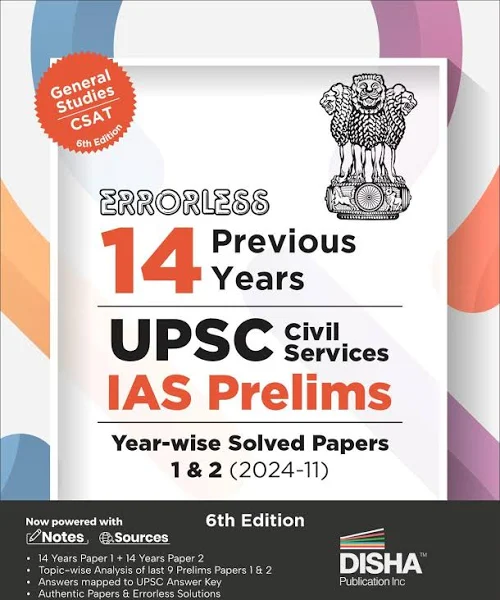 General
Studies
CSAT
6th Edition
ERRORLESS
14 Previous
Years
UPSC Civil
Services
IAS Prelims
Year-wise Solved Papers
1 & 2 (2024-11)
6th Edition
Now powered with
Notes, Sources
• 14 Years Paper 1 + 14 Years Paper 2
• Topic-wise Analysis of last 9 Prelims Papers 1 & 2
• Answers mapped to UPSC Answer Key
• Authentic Papers & Errorless Solutions
DISHA™
Publication Inc